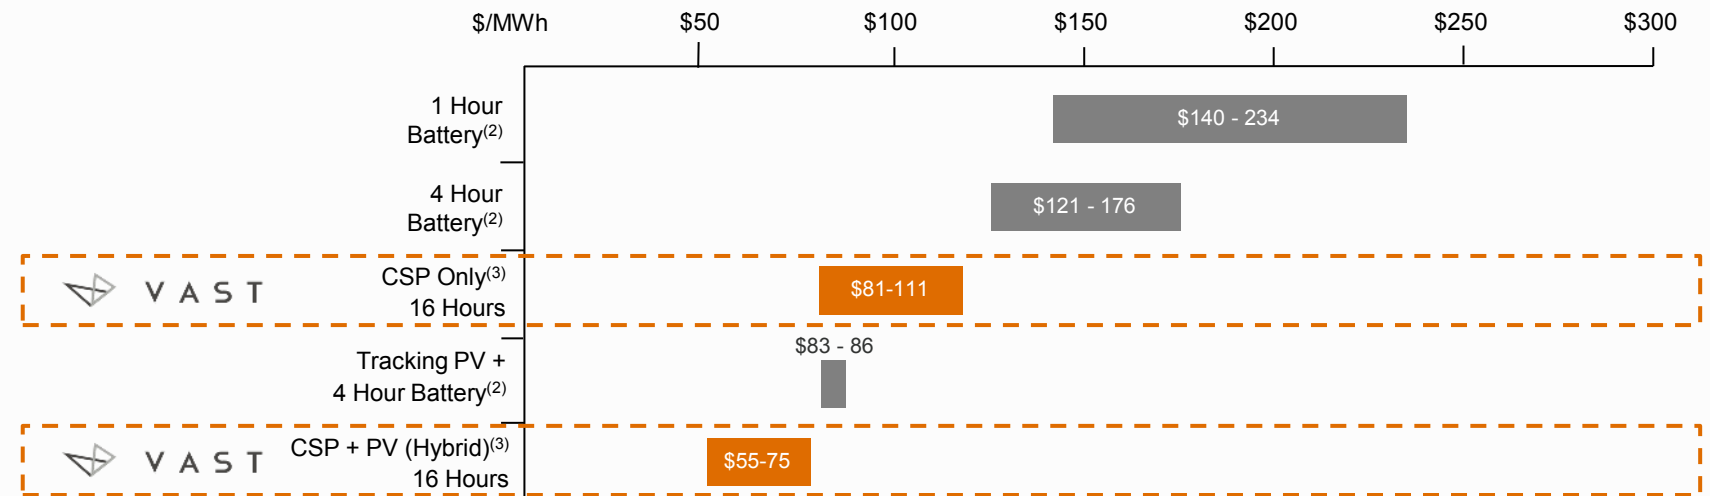 $/MWh $50 $100 $150 $200 $250 $300
1 Hour
Battery(2)
$140 - 234
4 Hour
Battery(2)
$121 - 176
VAST
CSP Only(3)
16 Hours
$81-111
Tracking PV +
4 Hour Battery(2)
$83 - 86
VAST
CSP + PV (Hybrid)(3)
16 Hours
$55-75